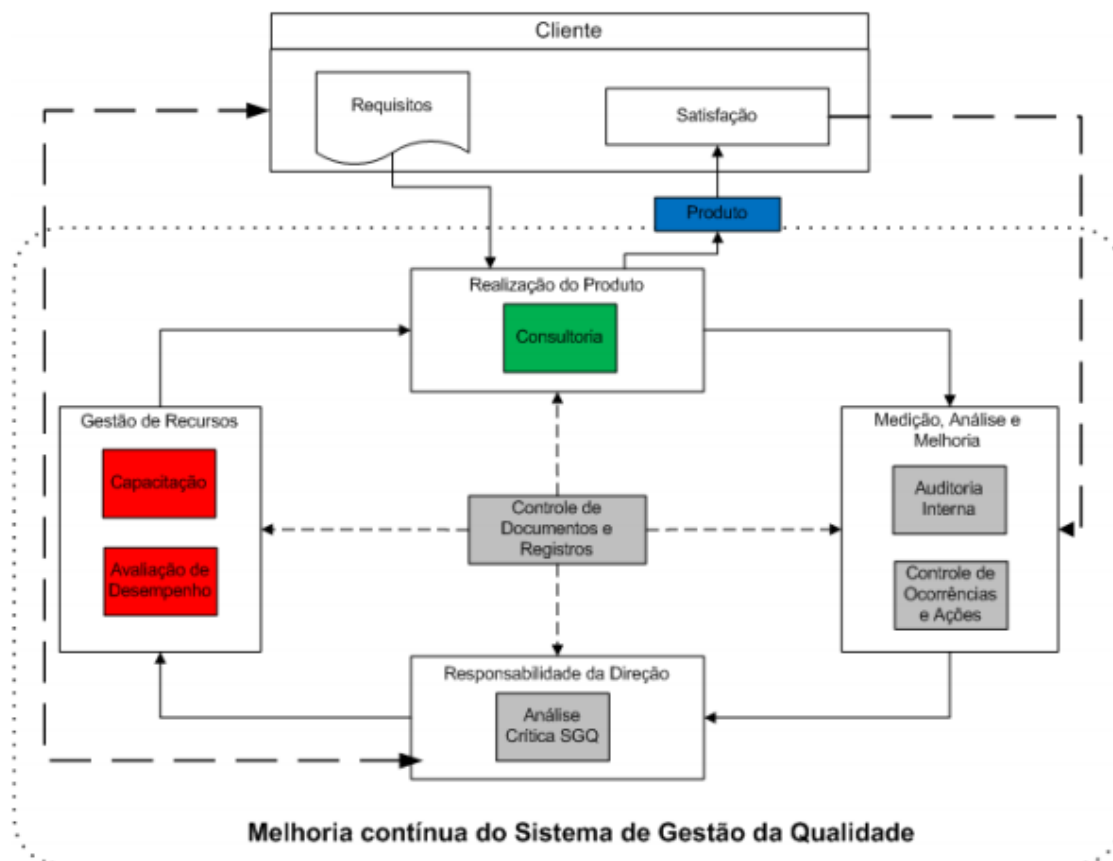 Cliente
Requisitos
Satisfação
Produto
Realização do Produto
Consultoria
Gestão de Recursos
Capacitação
Avaliação de
Desempenho
Controle de
Documentos e
Registros
Medição, Análise e
Melhoria
Auditoria
Interna
Controle de
Ocorrências
e Ações
Responsabilidade da Direção
Análise
Crítica SGQ
Melhoria contínua do Sistema de Gestão da Qualidade